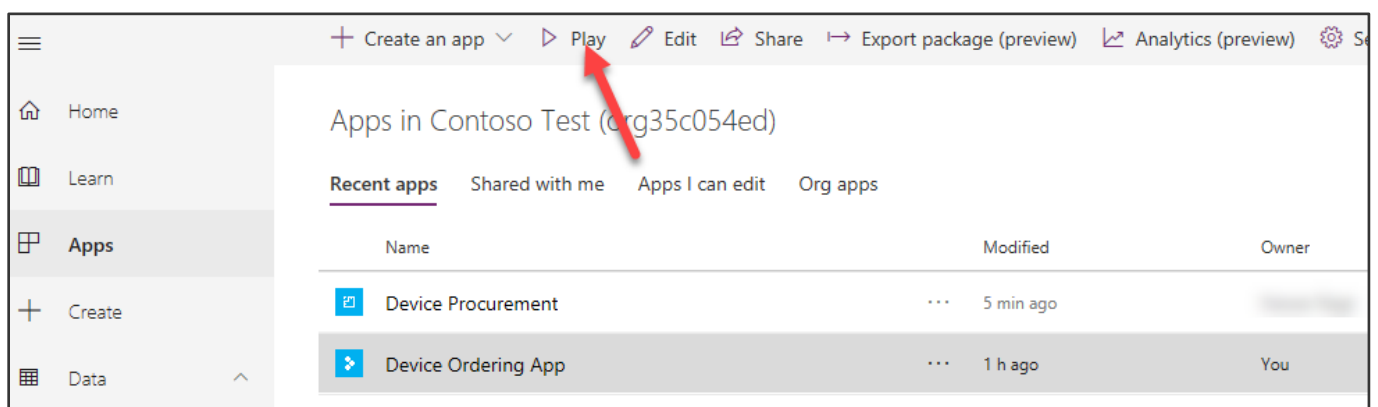 Create an app Play Edit Share Export package (preview) Analytics (preview)
Home
Apps in Contoso Test (org35c054ed)
Learn
Recent apps Shared with me Apps I can edit Org apps
Apps
Name Modified Owner
Create
Device Procurement ... 5 min ago
Data
Device Ordering App ... 1 h ago You